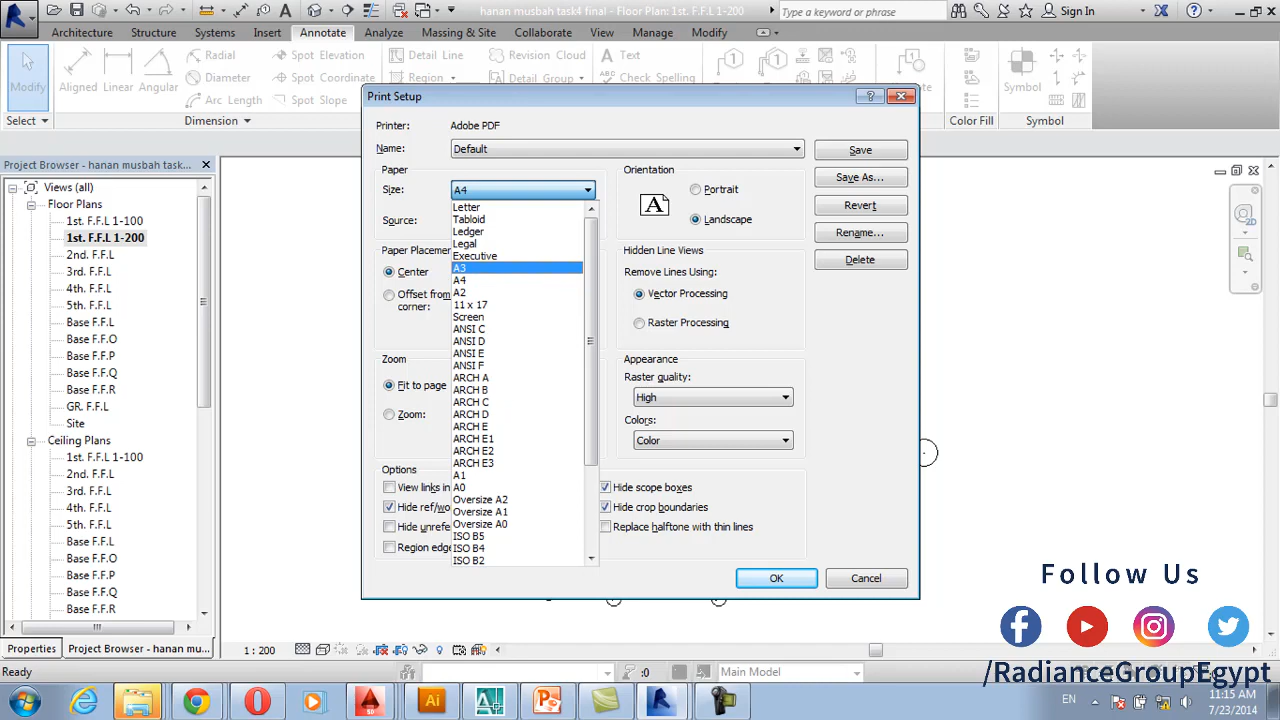 hanan musbah task4 final - Floor Plan: 1st. F.F.L 1-200
Type a keyword or phrase
Sign In
Architecture
Structure
Systems
Insert
Annotate
Analyze
Massing & Site
Collaborate
View
Manage
Modify
Modify
Aligned
Linear
Angular
Radial
Diameter
Arc Length
Spot Elevation
Spot Coordinate
Spot Slope
Detail Line
Region
Revision Cloud
Detail Group
Text
Check Spelling
Symbol
Select
Dimension
Color Fill
Symbol
Project Browser - hanan musbah task...
Views (all)
Floor Plans
1st. F.F.L 1-100
1st. F.F.L 1-200
2nd. F.F.L
3rd. F.F.L
4th. F.F.L
5th. F.F.L
Base F.F.L
Base F.F.O
Base F.F.P
Base F.F.Q
Base F.F.R
GR. F.F.L
Site
Ceiling Plans
1st. F.F.L 1-100
2nd. F.F.L
3rd. F.F.L
4th. F.F.L
5th. F.F.L
Base F.F.L
Base F.F.O
Base F.F.P
Base F.F.Q
Base F.F.R
Properties
Project Browser - hanan mu...
Print Setup
Printer:
Adobe PDF
Name:
Default
Save
Save As...
Revert
Rename...
Delete
Paper
Size:
A4
Source:
Letter
Tabloid
Ledger
Legal
Executive
A3
A4
A2
11 x 17
Screen
ANSI C
ANSI D
ANSI E
ANSI F
ARCH A
ARCH B
ARCH C
ARCH D
ARCH E
ARCH E1
ARCH E2
ARCH E3
A1
A0
Oversize A2
Oversize A1
Oversize A0
ISO B5
ISO B4
ISO B2
Paper Placement
Center
Offset from
corner:
Zoom
Fit to page
Zoom:
Options
View links in
Hide ref/wo
Hide unrefe
Region edge
Orientation
A
Portrait
Landscape
Hidden Line Views
Remove Lines Using:
Vector Processing
Raster Processing
Appearance
Raster quality:
High
Colors:
Color
Hide scope boxes
Hide crop boundaries
Replace halftone with thin lines
OK
Cancel
1 : 200
Ready
:0
Main Model
Follow Us
/RadianceGroupEgypt
EN
11:15 AM
7/23/2014